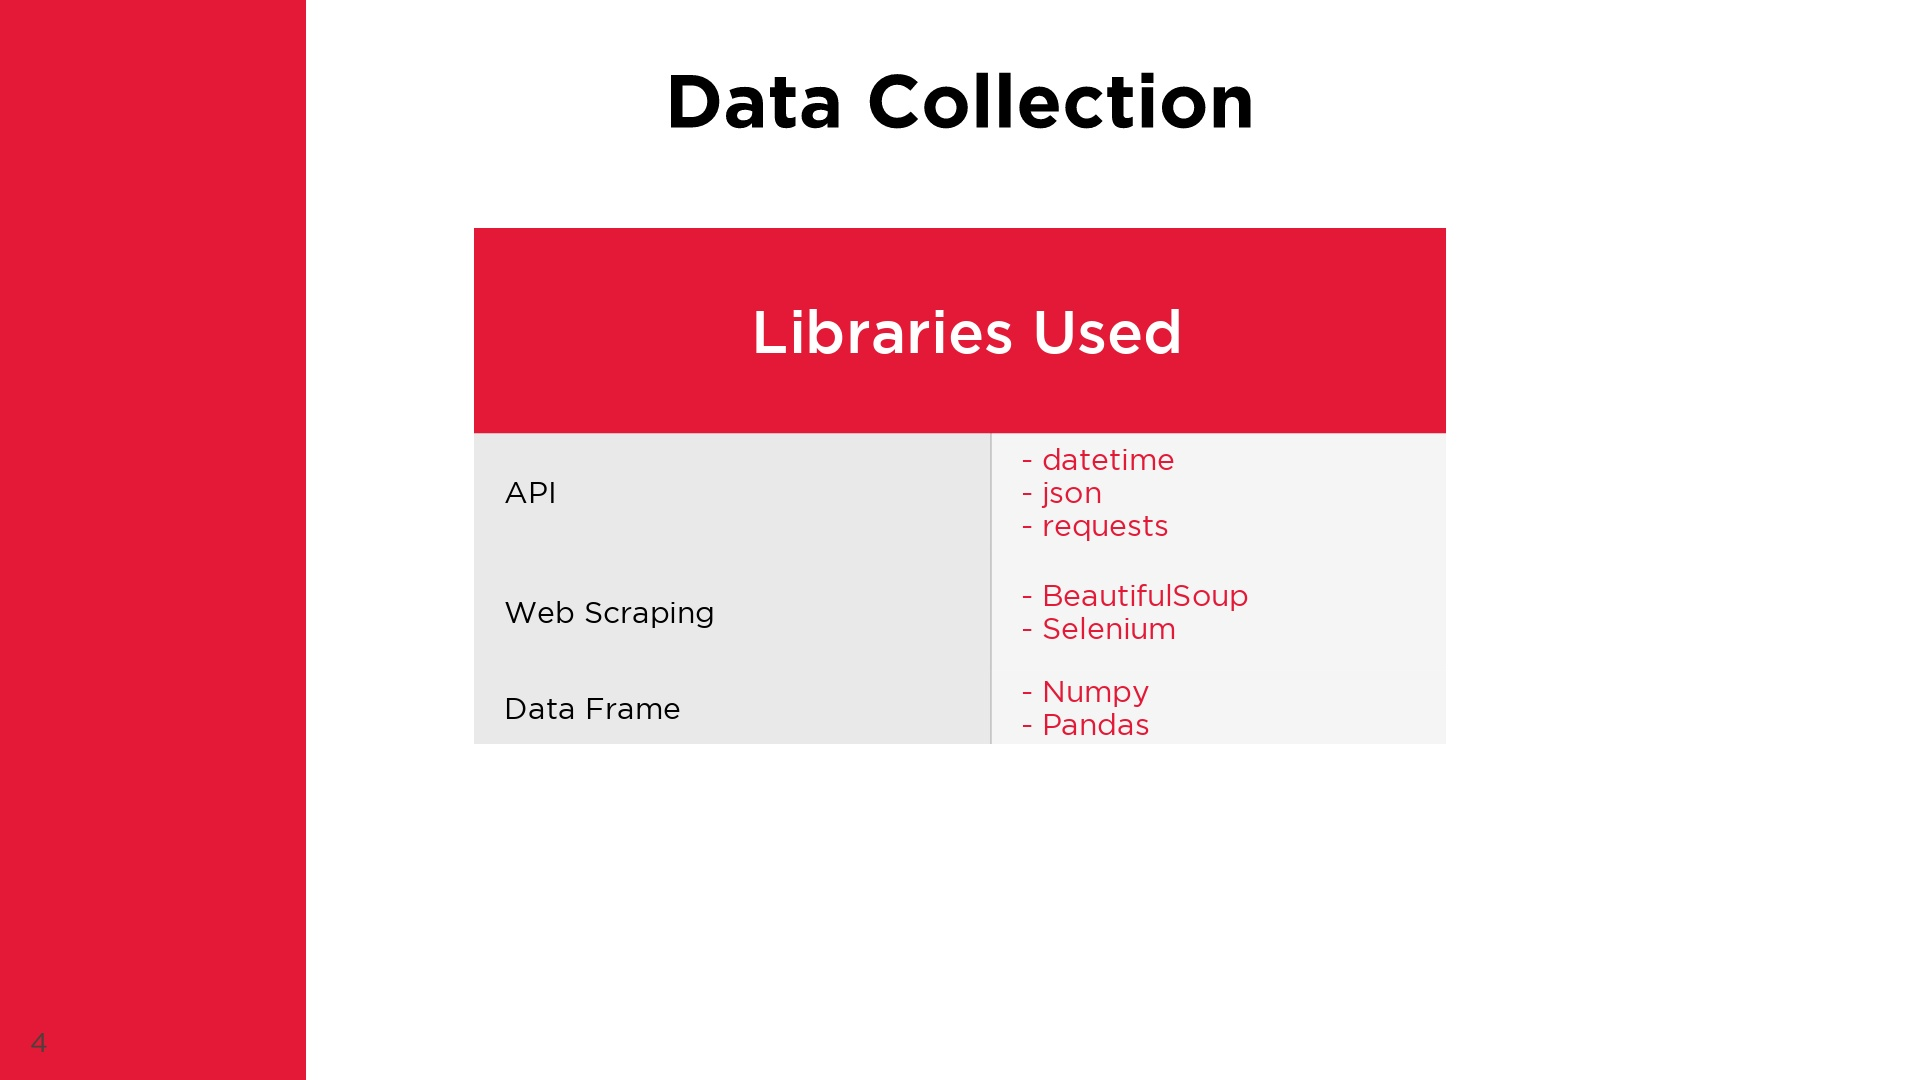 Data Collection
Libraries Used
API
- datetime
- json
- requests
Web Scraping
- BeautifulSoup
- Selenium
Data Frame
- Numpy
- Pandas
4